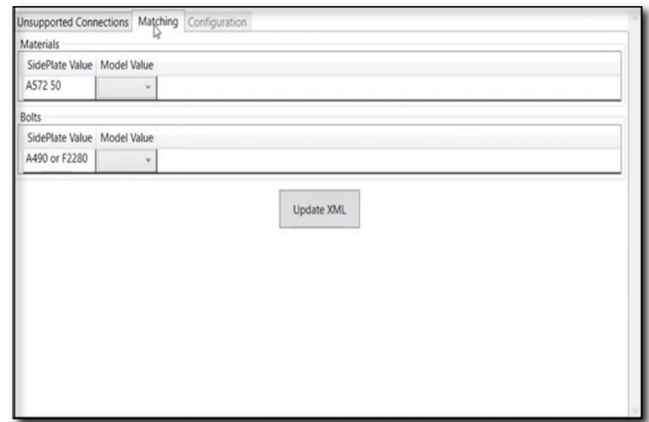 Unsupported Connections Matching Configuration
Materials
SidePlate Value Model Value
A572 50
Bolts
SidePlate Value Model Value
A490 or F2280
Update XML